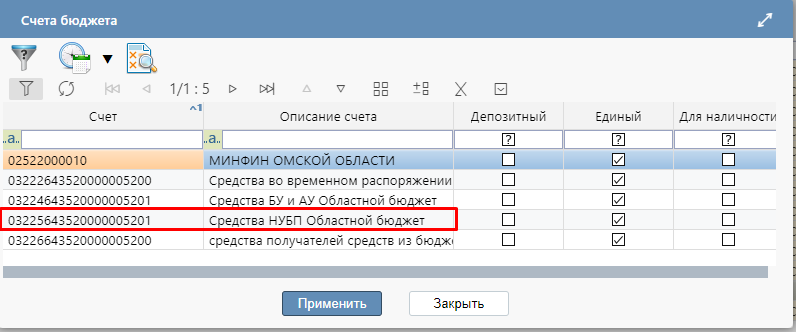 Счета бюджета
1/1 : 5
Счет
1
Описание счета
Депозитный
Единый
Для наличности
..а..
..а..
?
?
?
02522000010 МИНФИН ОМСКОЙ ОБЛАСТИ
03222643520000005200 Средства во временном распоряжении
03224643520000005201 Средства БУ и АУ Областной бюджет
03225643520000005201 Средства НУБП Областной бюджет
03226643520000005200 средства получателей средств из бюдже
Применить
Закрыть